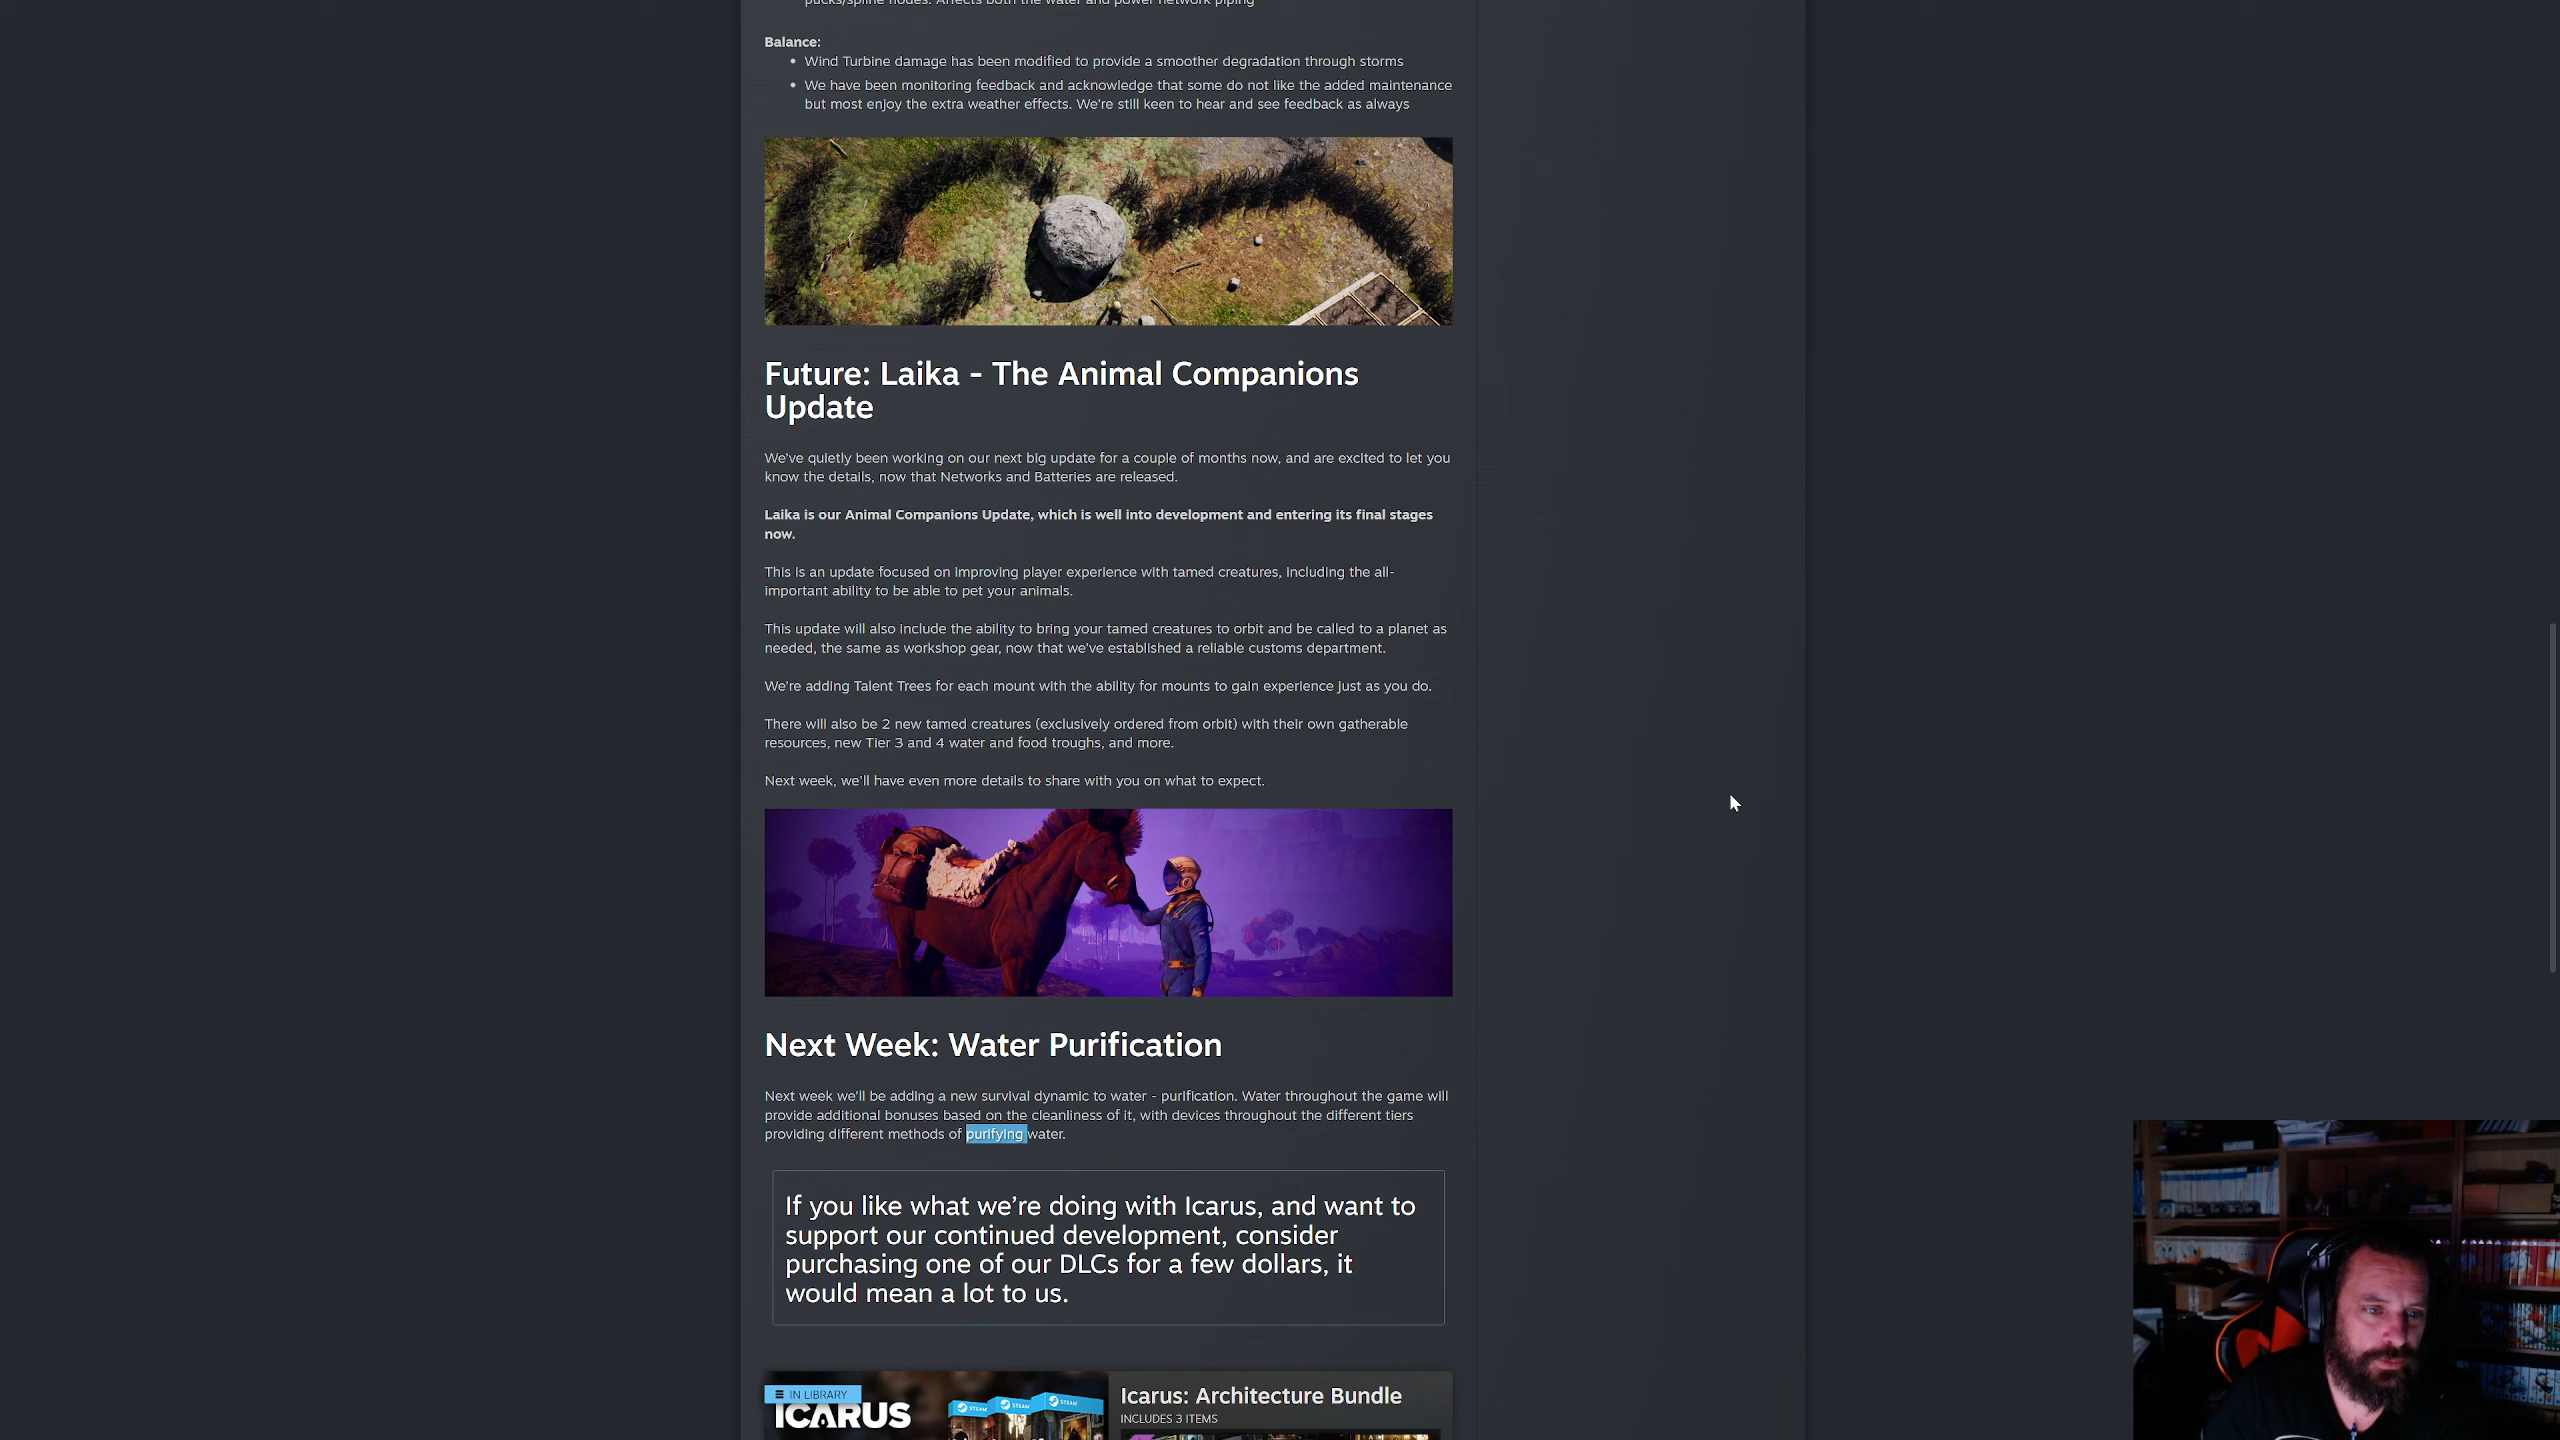 pucks/spline nodes. Affects both the water and power network piping
Balance:
• Wind Turbine damage has been modified to provide a smoother degradation through storms
• We have been monitoring feedback and acknowledge that some do not like the added maintenance
but most enjoy the extra weather effects. We're still keen to hear and see feedback as always
Future: Laika - The Animal Companions
Update
We've quietly been working on our next big update for a couple of months now, and are excited to let you
know the details, now that Networks and Batteries are released.
Laika is our Animal Companions Update, which is well into development and entering its final stages
now.
This is an update focused on improving player experience with tamed creatures, including the all-
important ability to be able to pet your animals.
This update will also include the ability to bring your tamed creatures to orbit and be called to a planet as
needed, the same as workshop gear, now that we've established a reliable customs department.
We're adding Talent Trees for each mount with the ability for mounts to gain experience just as you do.
There will also be 2 new tamed creatures (exclusively ordered from orbit) with their own gatherable
resources, new Tier 3 and 4 water and food troughs, and more.
Next week, we'll have even more details to share with you on what to expect.
Next Week: Water Purification
Next week we'll be adding a new survival dynamic to water - purification. Water throughout the game will
provide additional bonuses based on the cleanliness of it, with devices throughout the different tiers
providing different methods of purifying water.
If you like what we're doing with Icarus, and want to
support our continued development, consider
purchasing one of our DLCs for a few dollars, it
would mean a lot to us.
IN LIBRARY
ICARUS
STEAM STEAM STEAM
Icarus: Architecture Bundle
INCLUDES 3 ITEMS